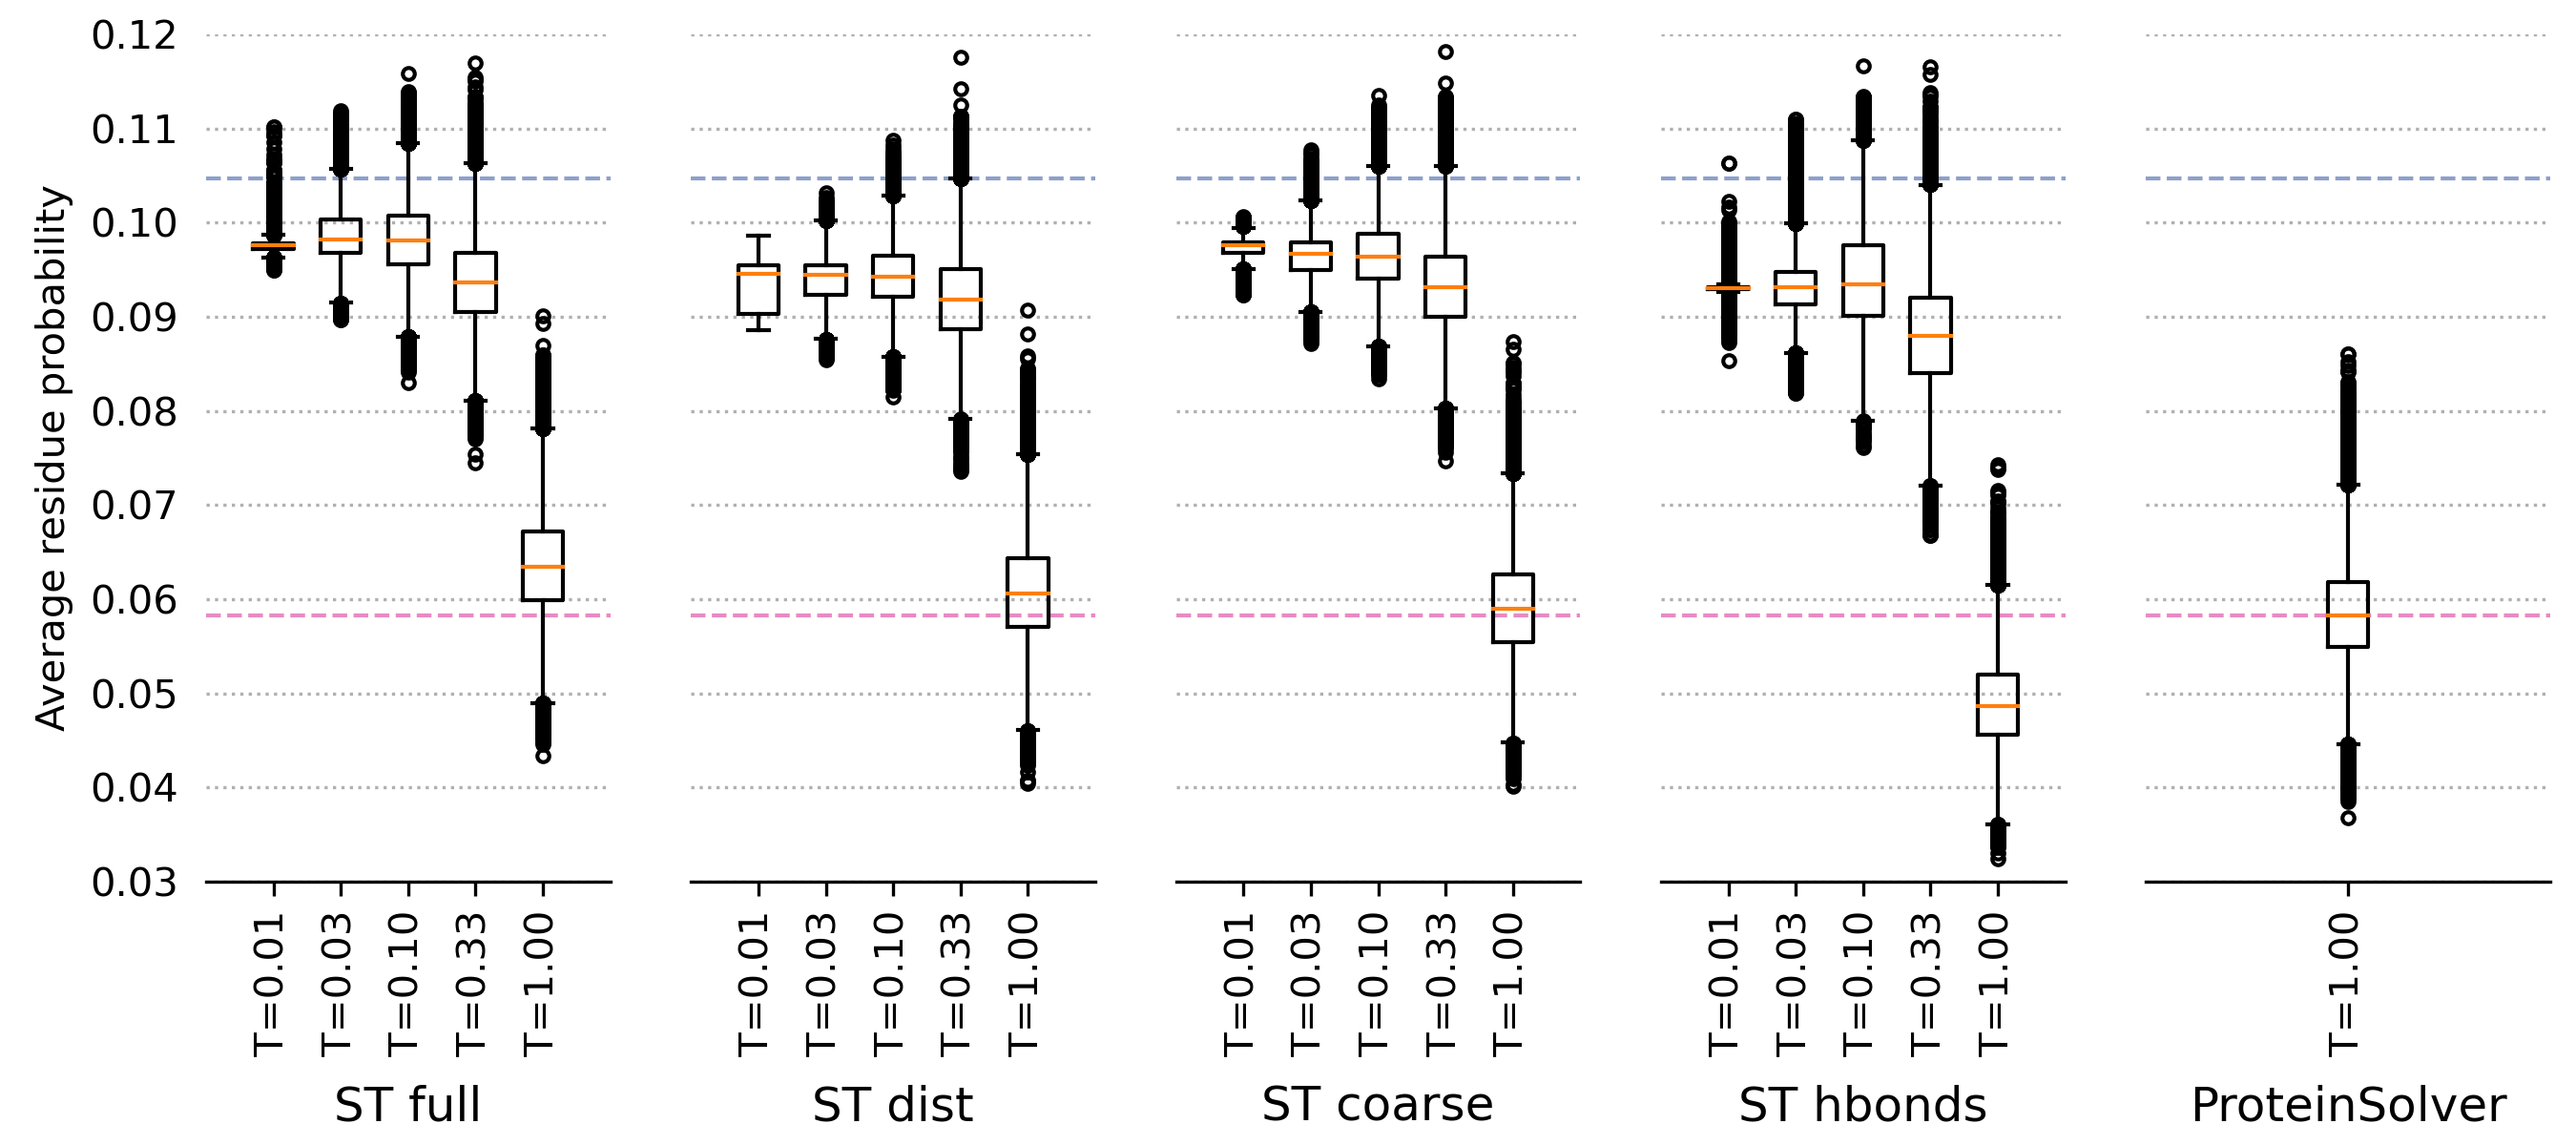 Average residue probability
0.12
0.11
0.10
0.09
0.08
0.07
0.06
0.05
0.04
0.03
T=0.01
T=0.03
T=0.10
T=0.33
T=1.00
ST full
T=0.01
T=0.03
T=0.10
T=0.33
T=1.00
ST dist
T=0.01
T=0.03
T=0.10
T=0.33
T=1.00
ST coarse
T=0.01
T=0.03
T=0.10
T=0.33
T=1.00
ST hbonds
T=1.00
ProteinSolver